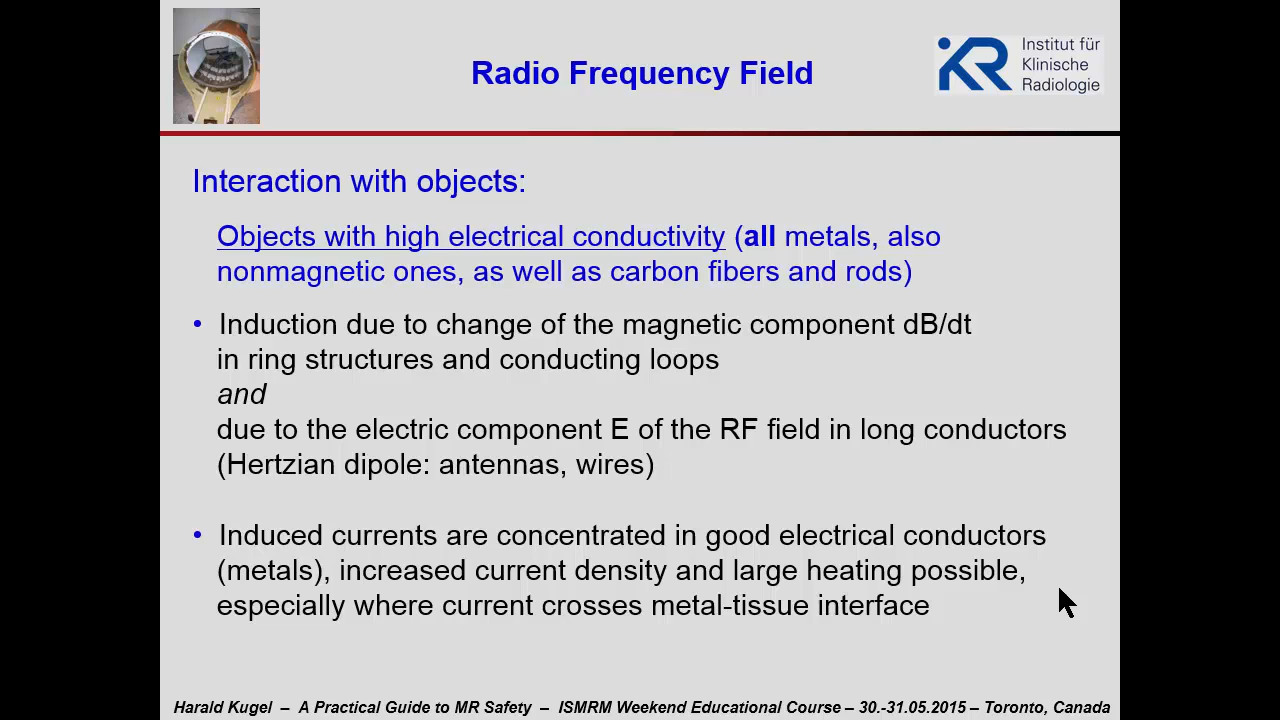 Radio Frequency Field
Institut für
Klinische
Radiologie
Interaction with objects:
Objects with high electrical conductivity (all metals, also
nonmagnetic ones, as well as carbon fibers and rods)
• Induction due to change of the magnetic component dB/dt
in ring structures and conducting loops
and
due to the electric component E of the RF field in long conductors
(Hertzian dipole: antennas, wires)
• Induced currents are concentrated in good electrical conductors
(metals), increased current density and large heating possible,
especially where current crosses metal-tissue interface
Harald Kugel – A Practical Guide to MR Safety – ISMRM Weekend Educational Course – 30.-31.05.2015 – Toronto, Canada